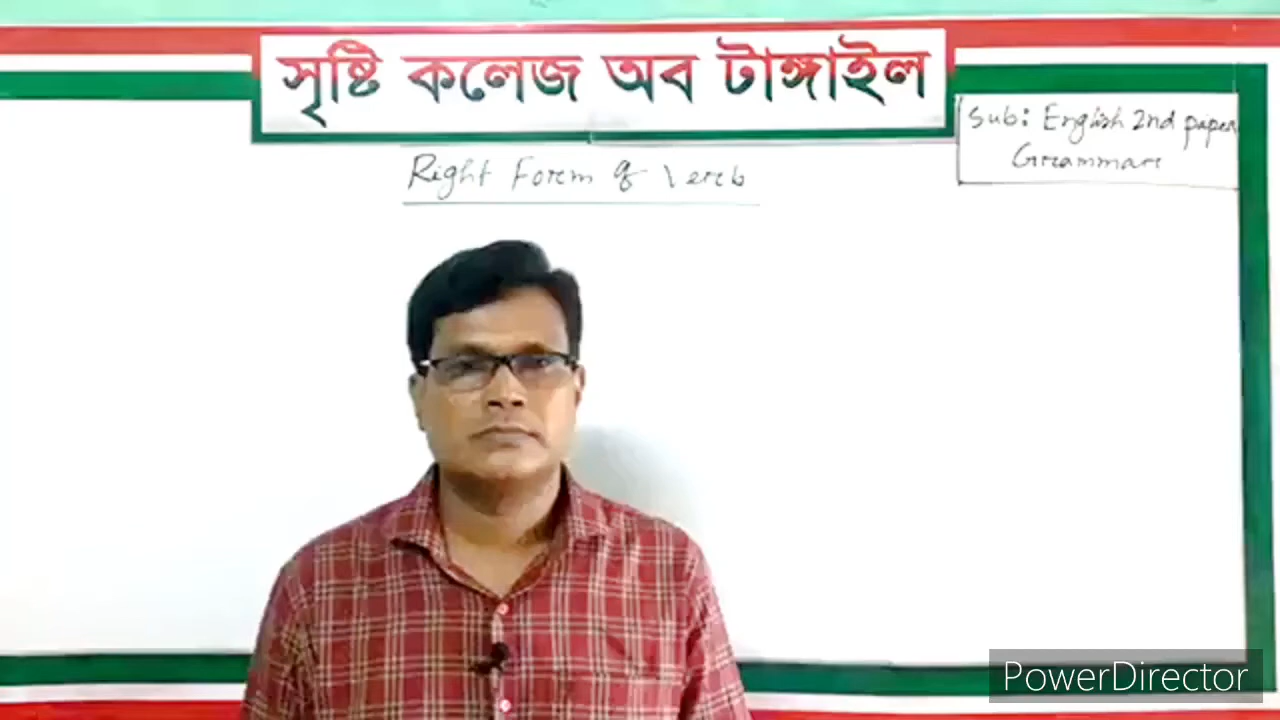 সৃষ্টি কলেজ অব টাঙ্গাইল
Sub: English 2nd paper
Grammar
Right Form of Verb
PowerDirector